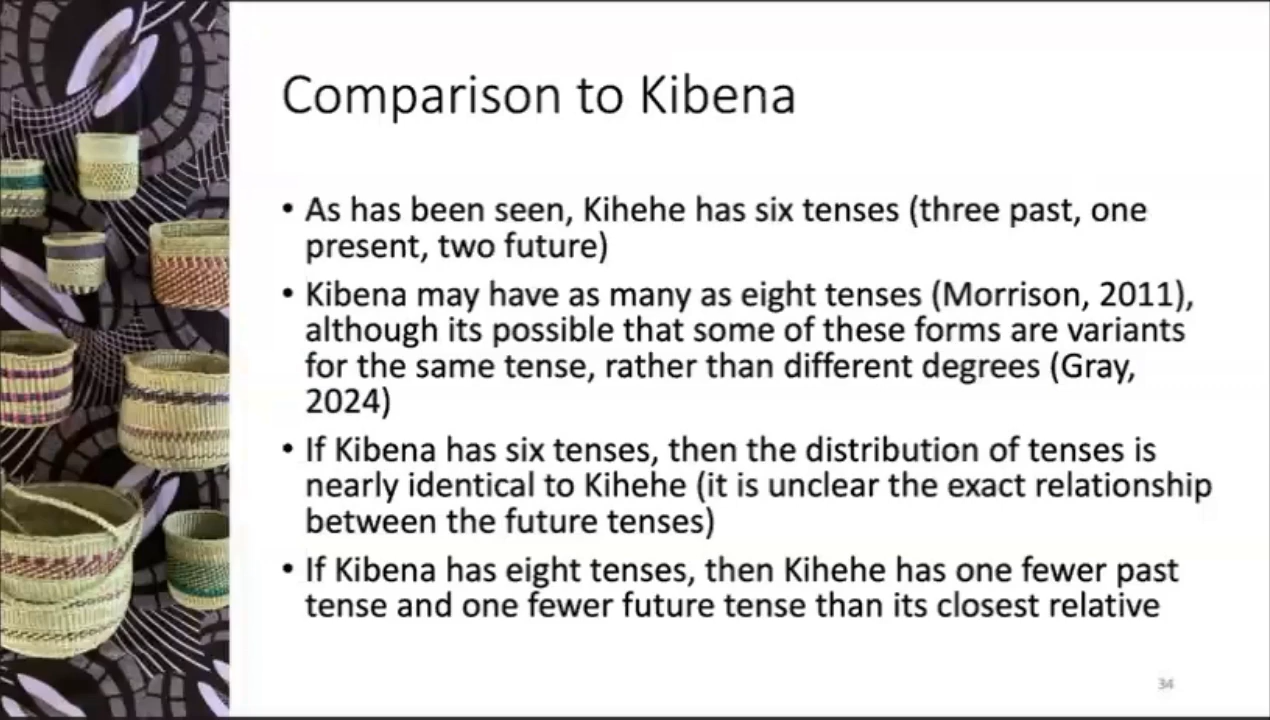 Comparison to Kibena
• As has been seen, Kihehe has six tenses (three past, one
present, two future)
• Kibena may have as many as eight tenses (Morrison, 2011),
although its possible that some of these forms are variants
for the same tense, rather than different degrees (Gray,
2024)
• If Kibena has six tenses, then the distribution of tenses is
nearly identical to Kihehe (it is unclear the exact relationship
between the future tenses)
• If Kibena has eight tenses, then Kihehe has one fewer past
tense and one fewer future tense than its closest relative
34